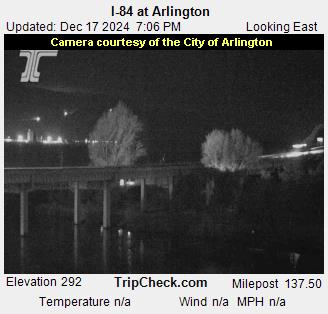 I-84 at Arlington
Updated: Dec 17 2024 7:06 PM Looking East
Camera courtesy of the City of Arlington
Elevation 292 TripCheck.com Milepost 137.50
Temperature n/a Wind n/a MPH n/a